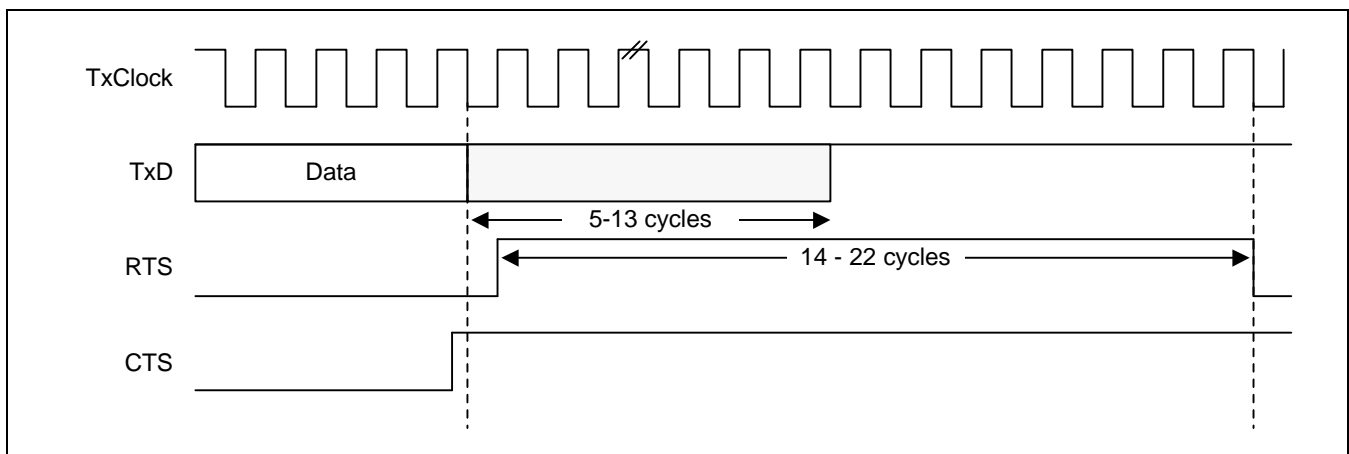 TxClock
TxD
Data
5-13 cycles
RTS
14 - 22 cycles
CTS